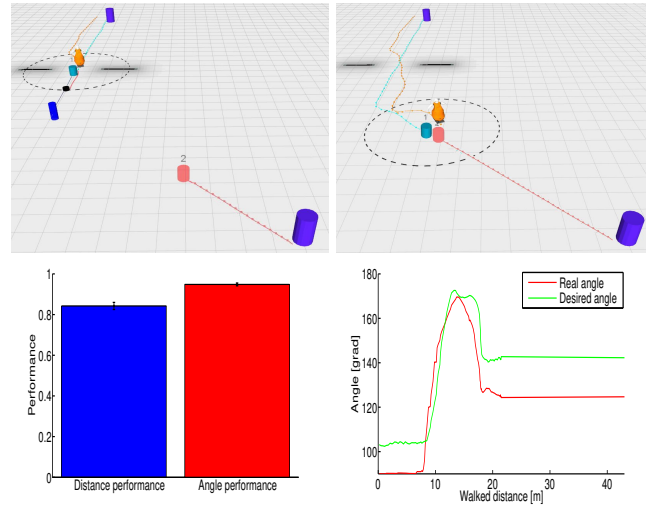 2
1
1
0.8
0.6
0.4
0.2
0
Performance
Distance performance
Angle performance
180
160
140
120
100
Angle [grad]
Real angle
Desired angle
0
10
20
30
40
Walked distance [m]